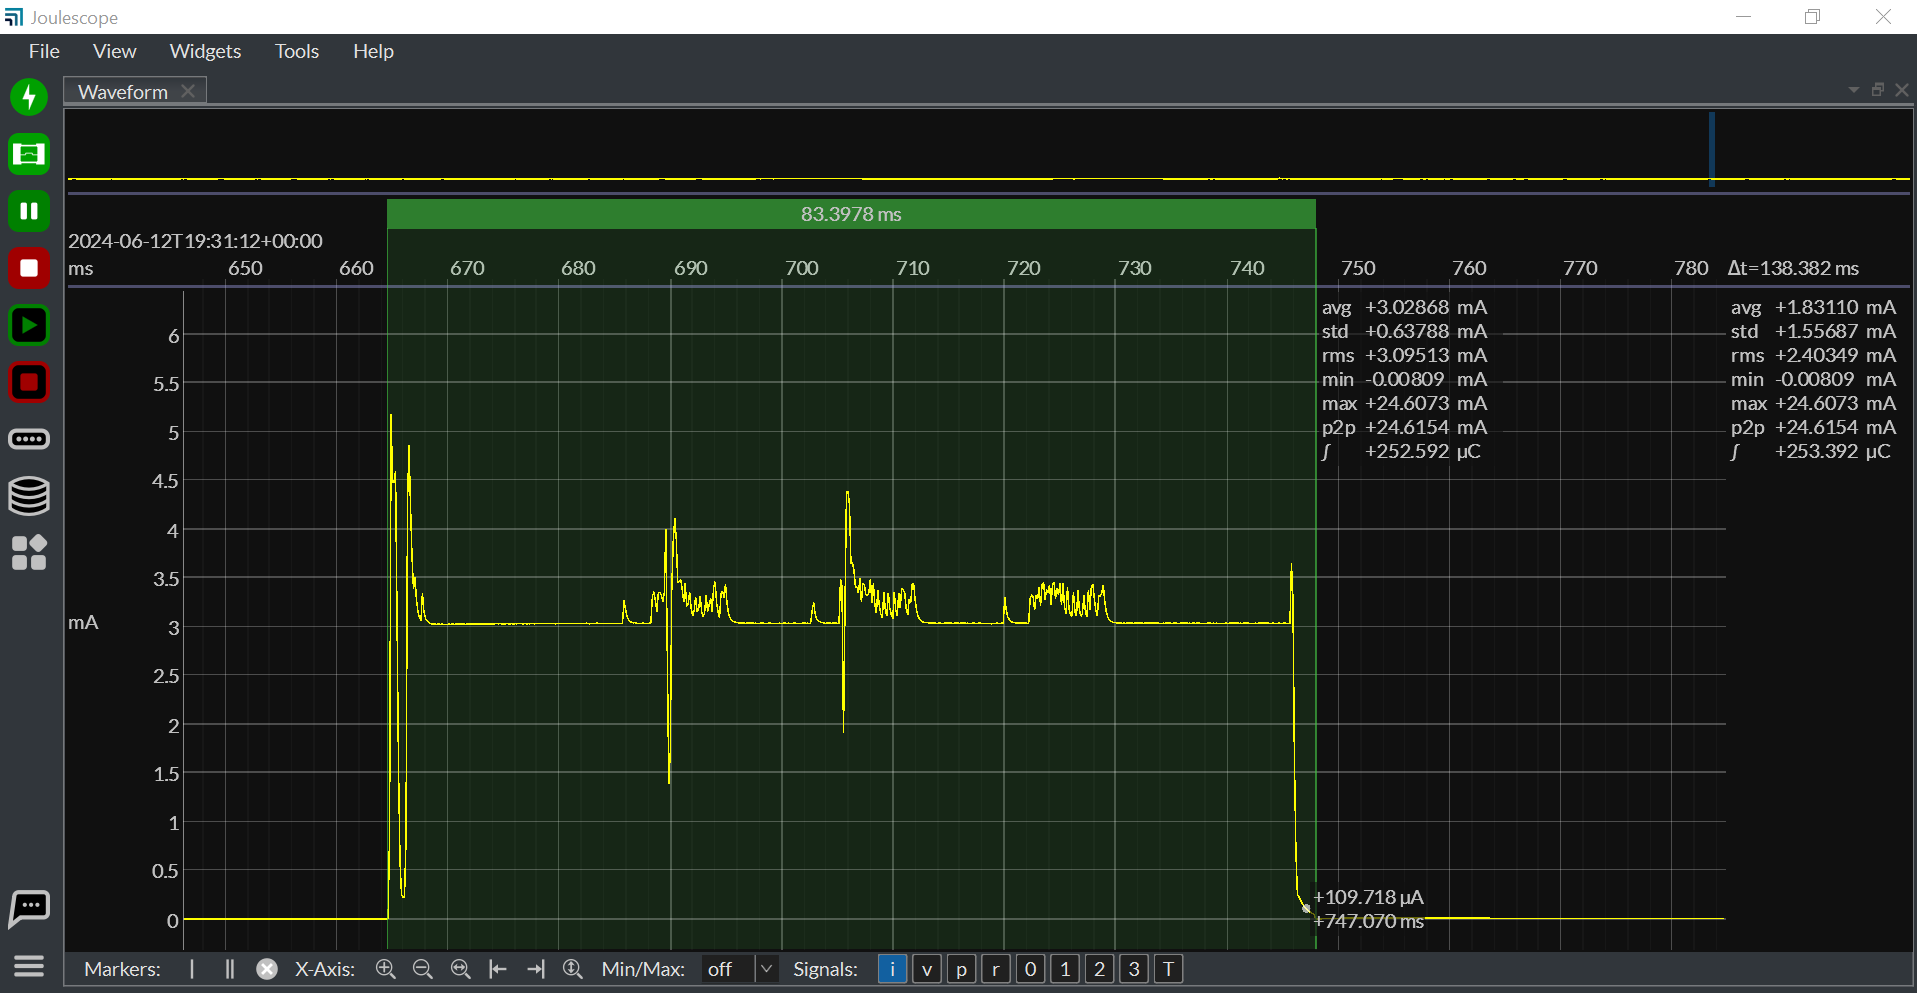 Joulescope
File View Widgets Tools Help
Waveform
83.3978 ms
2024-06-12T19:31:12+00:00
ms 650 660 670 680 690 700 710 720 730 740 750 760 770 780 Δt=138.382 ms
avg +3.02868 mA
std +0.63788 mA
rms +3.09513 mA
min -0.00809 mA
max +24.6073 mA
p2p +24.6154 mA
∫ +252.592 µC
avg +1.83110 mA
std +1.55687 mA
rms +2.40349 mA
min -0.00809 mA
max +24.6073 mA
p2p +24.6154 mA
∫ +253.392 µC
6
5.5
5
4.5
4
3.5
mA
3
2.5
2
1.5
1
0.5
0
+109.718 µA
+747.070 ms
Markers: X-Axis: Min/Max: off Signals: i v p r 0 1 2 3 T